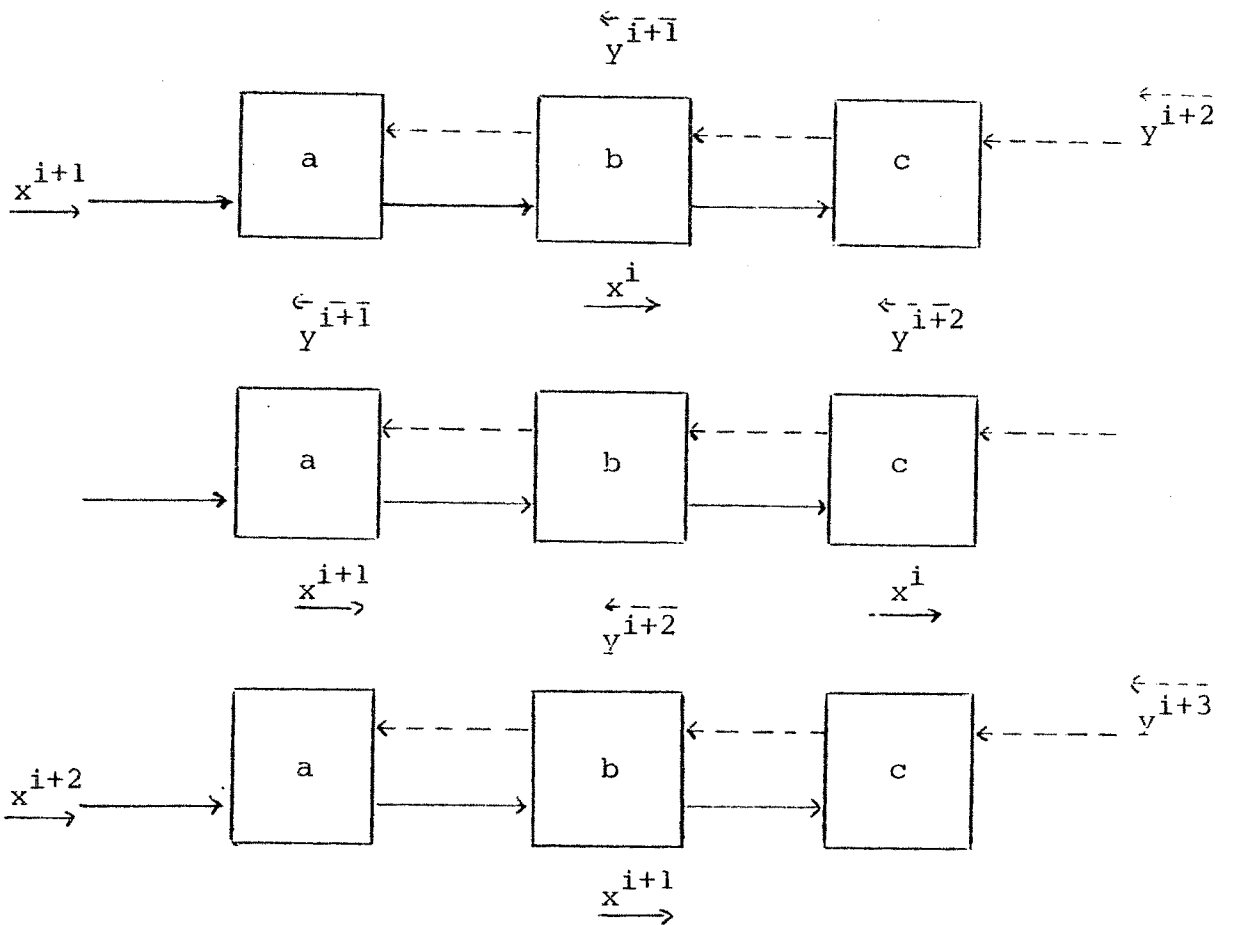 y^{i+1}
y^{i+2}
a b c
x^{i+1}
x^i
y^{i+1} y^{i+2}
a b c
x^{i+1} x^i
y^{i+2}
y^{i+3}
a b c
x^{i+2}
x^{i+1}